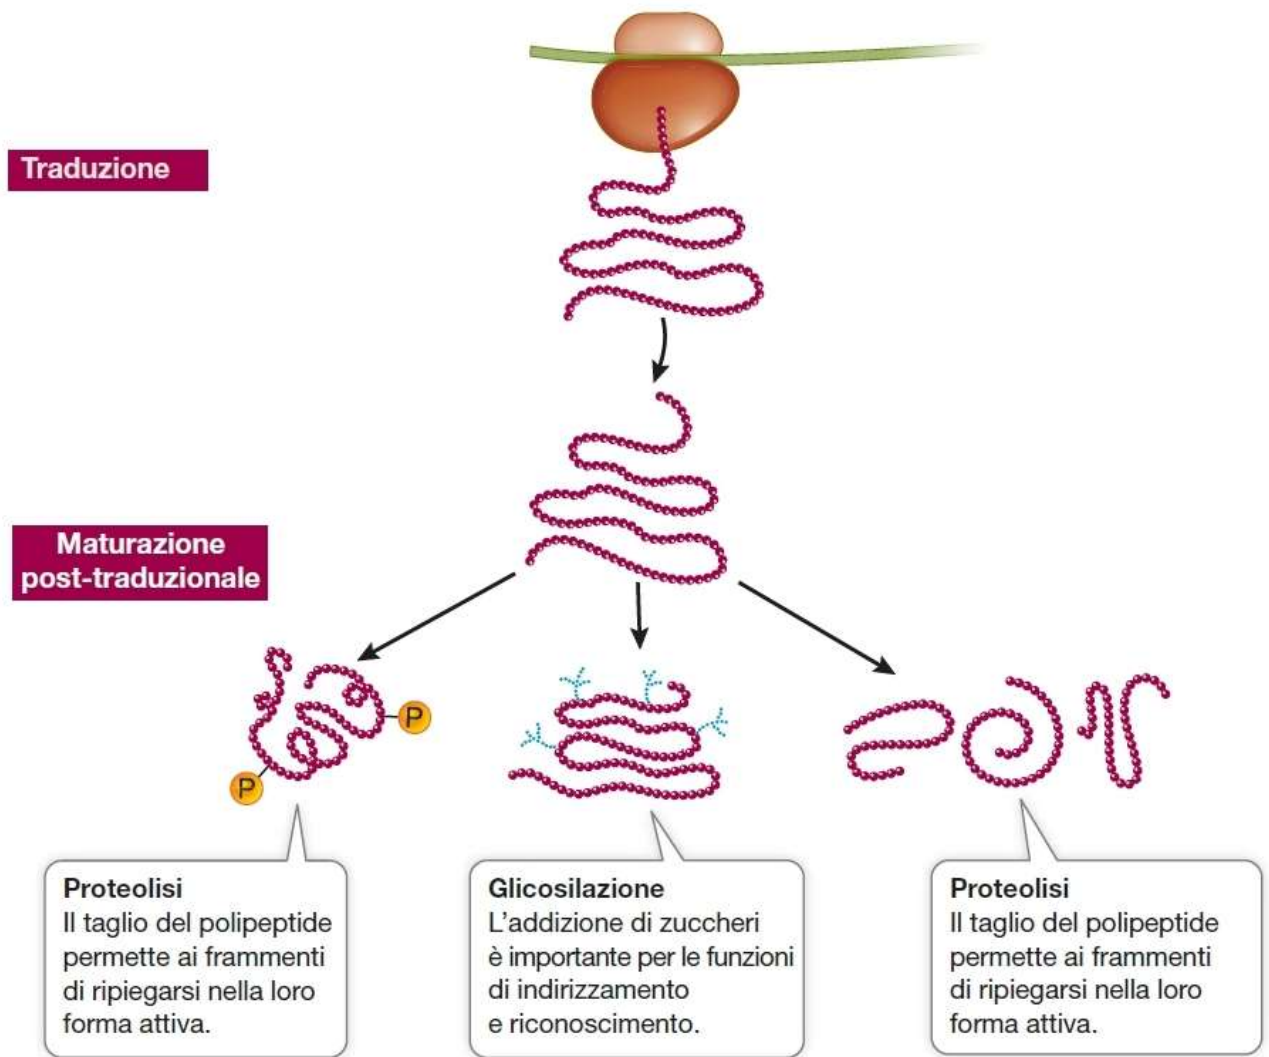 Traduzione
Maturazione
post-traduzionale
P
P
Proteolisi
Il taglio del polipeptide
permette ai frammenti
di ripiegarsi nella loro
forma attiva.
Glicosilazione
L'addizione di zuccheri
è importante per le funzioni
di indirizzamento
e riconoscimento.
Proteolisi
Il taglio del polipeptide
permette ai frammenti
di ripiegarsi nella loro
forma attiva.